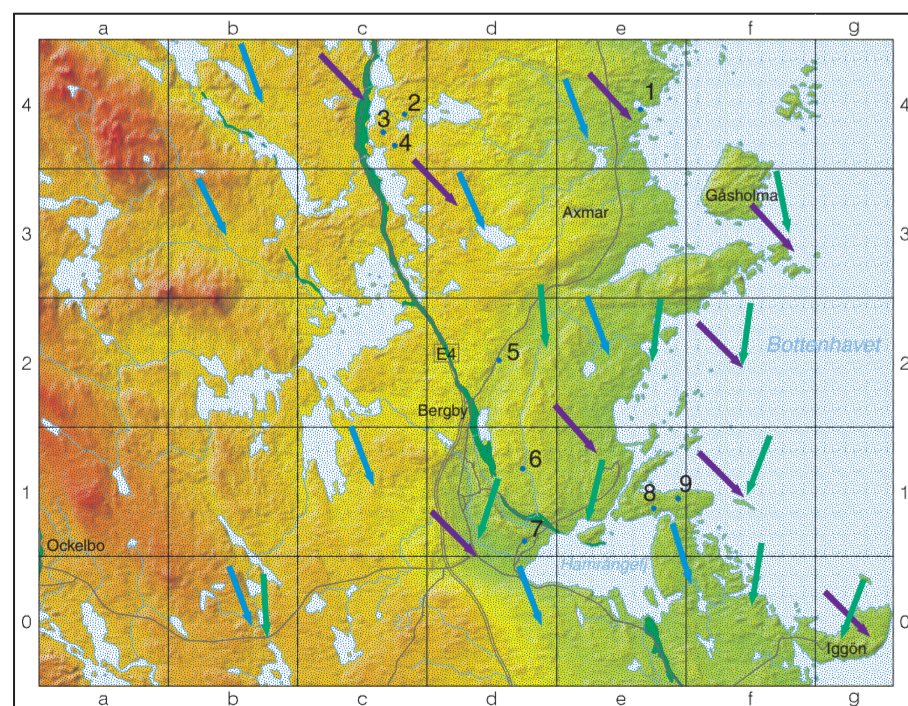 a b c d e f g
4 4
1
2
3
4
Gåsholma
Axmar
3 3
E4
5
Bottenhavet
2 2
Bergby
6
9
8
1 1
7
Ockelbo
Hamrångefj
0 0
Iggön
a b c d e f g